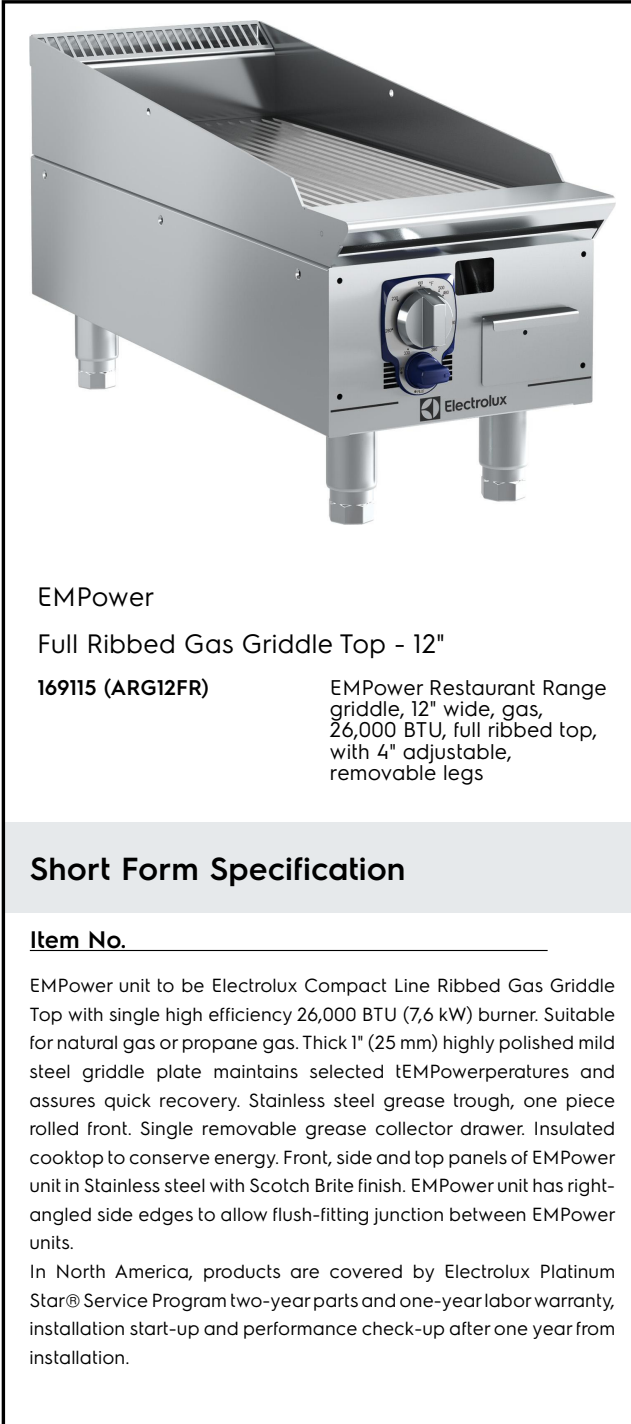 Electrolux
EMPower
Full Ribbed Gas Griddle Top - 12"
169115 (ARG12FR)
EMPower Restaurant Range
griddle, 12" wide, gas,
26,000 BTU, full ribbed top,
with 4" adjustable,
removable legs
Short Form Specification
Item No.
EMPower unit to be Electrolux Compact Line Ribbed Gas Griddle
Top with single high efficiency 26,000 BTU (7,6 kW) burner. Suitable
for natural gas or propane gas. Thick 1" (25 mm) highly polished mild
steel griddle plate maintains selected tEMPowerperatures and
assures quick recovery. Stainless steel grease trough, one piece
rolled front. Single removable grease collector drawer. Insulated
cooktop to conserve energy. Front, side and top panels of EMPower
unit in Stainless steel with Scotch Brite finish. EMPower unit has right-
angled side edges to allow flush-fitting junction between EMPower
units.
In North America, products are covered by Electrolux Platinum
Star® Service Program two-year parts and one-year labor warranty,
installation start-up and performance check-up after one year from
installation.